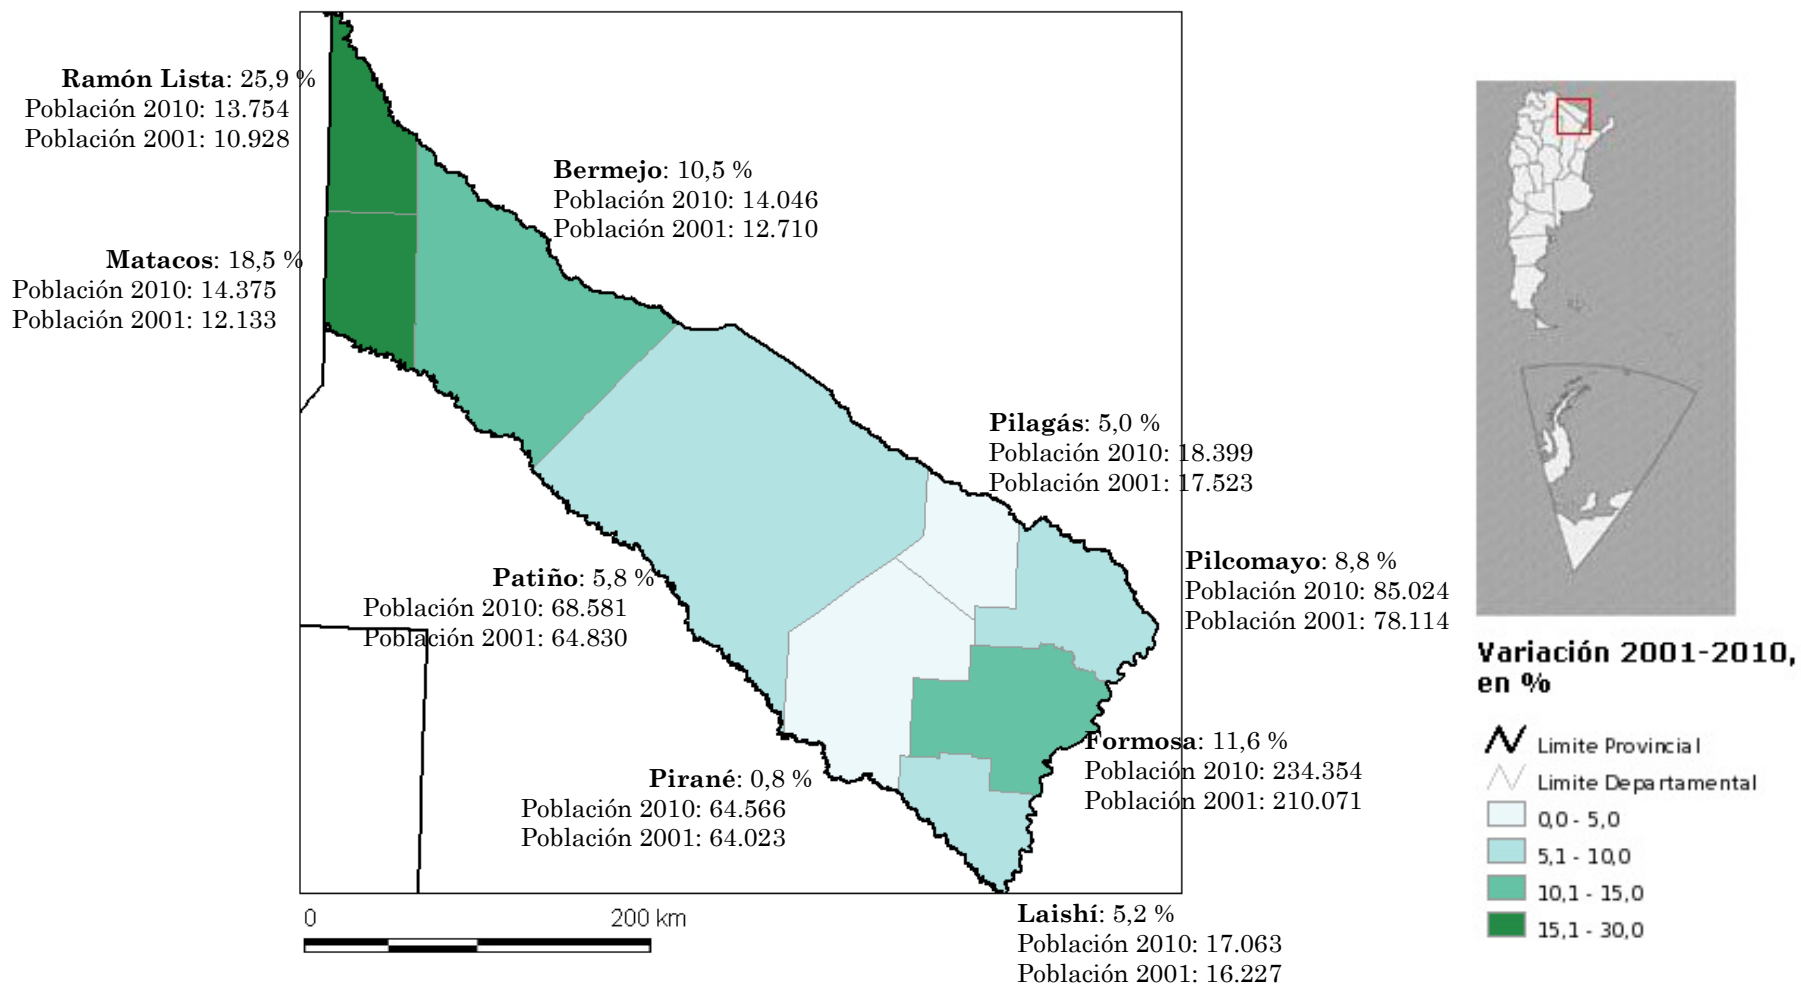 Ramón Lista: 25,9 %
Población 2010: 13.754
Población 2001: 10.928
Bermejo: 10,5 %
Población 2010: 14.046
Población 2001: 12.710
Matacos: 18,5 %
Población 2010: 14.375
Población 2001: 12.133
Pilagás: 5,0 %
Población 2010: 18.399
Población 2001: 17.523
Pilcomayo: 8,8 %
Población 2010: 85.024
Población 2001: 78.114
Patiño: 5,8 %
Población 2010: 68.581
Población 2001: 64.830
Formosa: 11,6 %
Población 2010: 234.354
Población 2001: 210.071
Pirané: 0,8 %
Población 2010: 64.566
Población 2001: 64.023
Laishí: 5,2 %
Población 2010: 17.063
Población 2001: 16.227
0 200 km
Variación 2001-2010,
en %
Limite Provincial
Limite Departamental
0,0 - 5,0
5,1 - 10,0
10,1 - 15,0
15,1 - 30,0